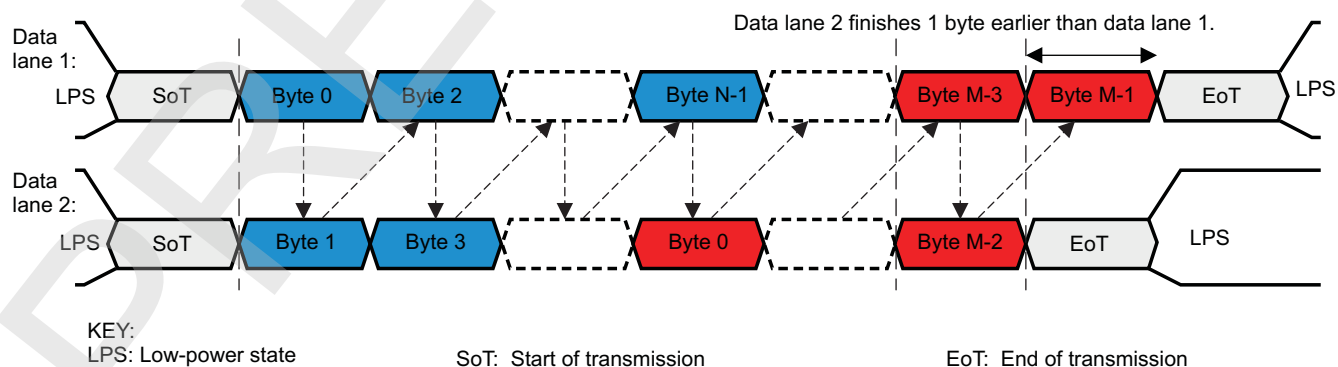 Data lane 2 finishes 1 byte earlier than data lane 1.
Data
lane 1:
LPS SoT Byte 0 Byte 2 Byte N-1 Byte M-3 Byte M-1 EoT LPS
Data
lane 2:
LPS SoT Byte 1 Byte 3 Byte 0 Byte M-2 EoT LPS
KEY:
LPS: Low-power state SoT: Start of transmission EoT: End of transmission